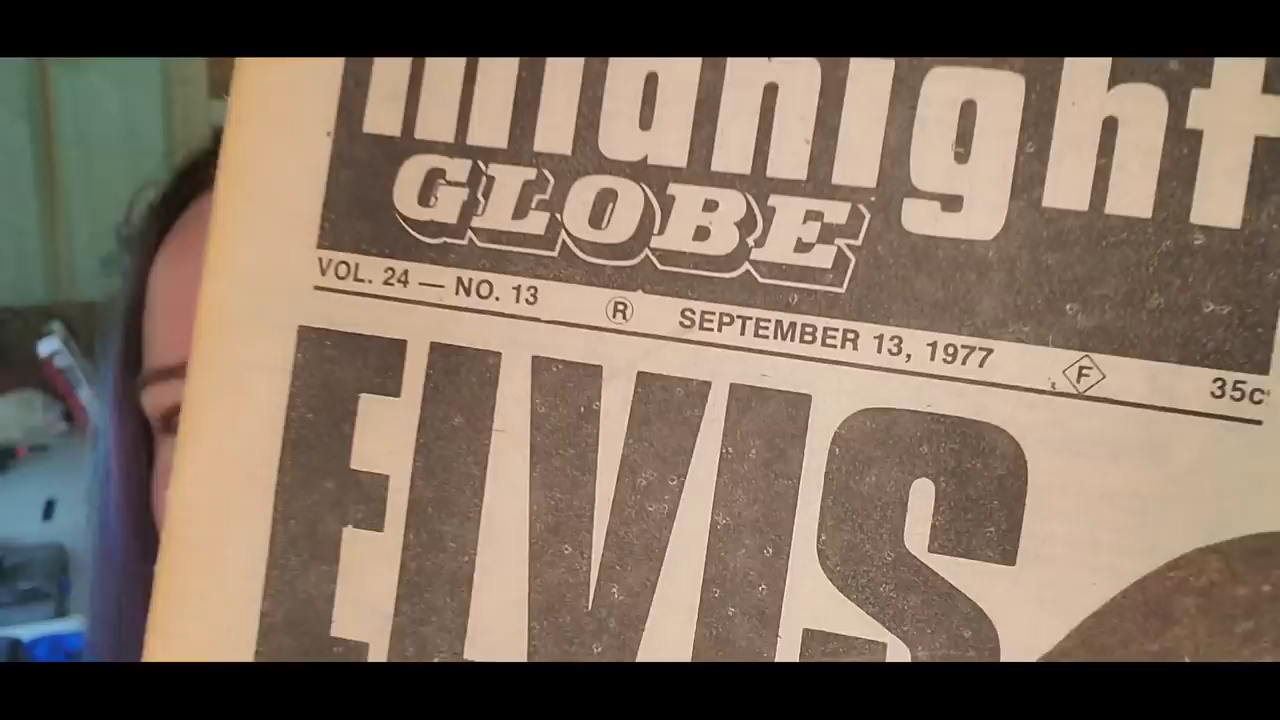 midnight
GLOBE
VOL. 24 — NO. 13 ® SEPTEMBER 13, 1977 F 35c
ELVIS